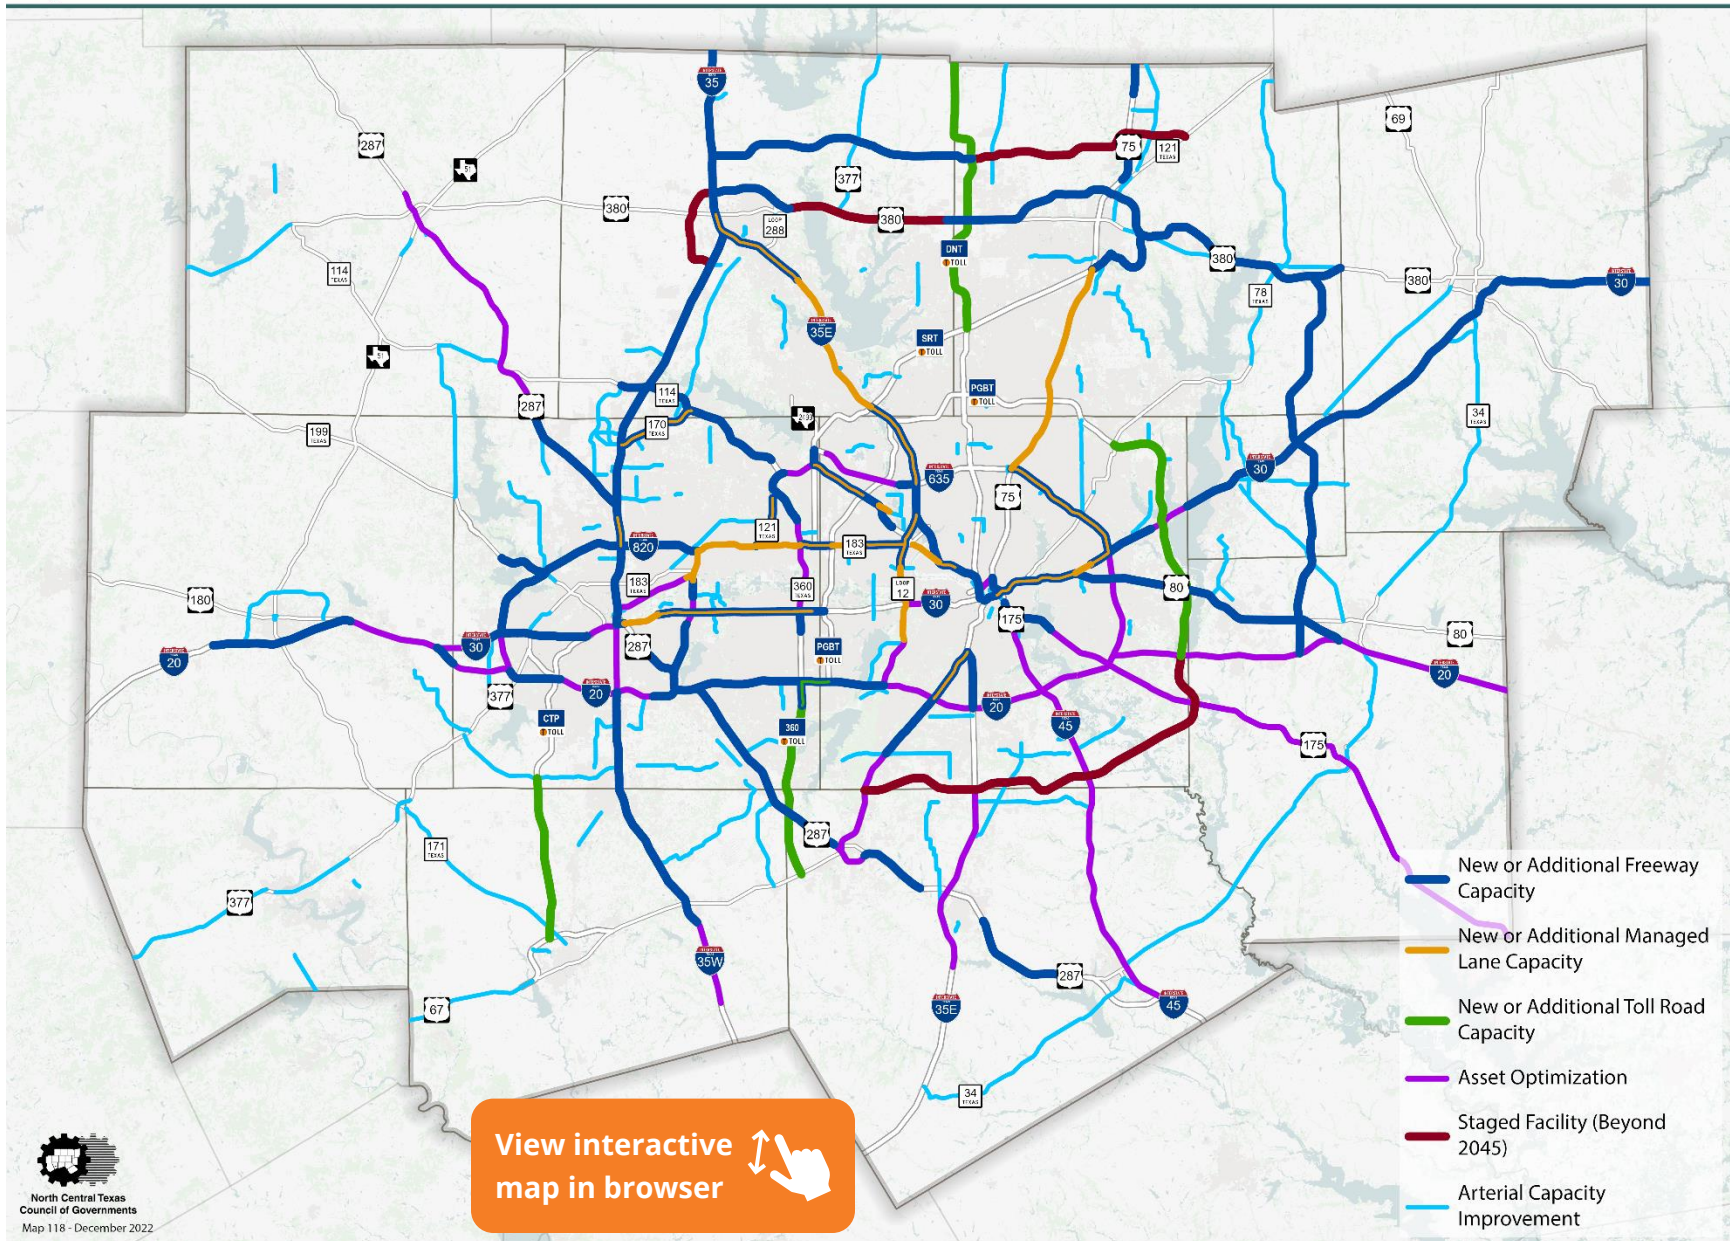 35
69
287
51
75
121
TEXAS
377
380
LOOP
288
380
DNT
TOLL
380
380
30
114
TEXAS
78
TEXAS
35E
SRT
TOLL
51
114
TEXAS
PGBT
TOLL
287
170
TEXAS
34
TEXAS
199
TEXAS
30
635
75
121
TEXAS
820
183
TEXAS
183
TEXAS
360
TEXAS
LOOP
12
80
180
30
175
80
287
30
PGBT
TOLL
20
20
377
20
20
CTP
TOLL
360
TOLL
45
175
287
171
TEXAS
377
35W
287
67
35E
45
34
TEXAS
New or Additional Freeway
Capacity
New or Additional Managed
Lane Capacity
New or Additional Toll Road
Capacity
Asset Optimization
Staged Facility (Beyond
2045)
Arterial Capacity
Improvement
View interactive
map in browser
North Central Texas
Council of Governments
Map 118 - December 2022